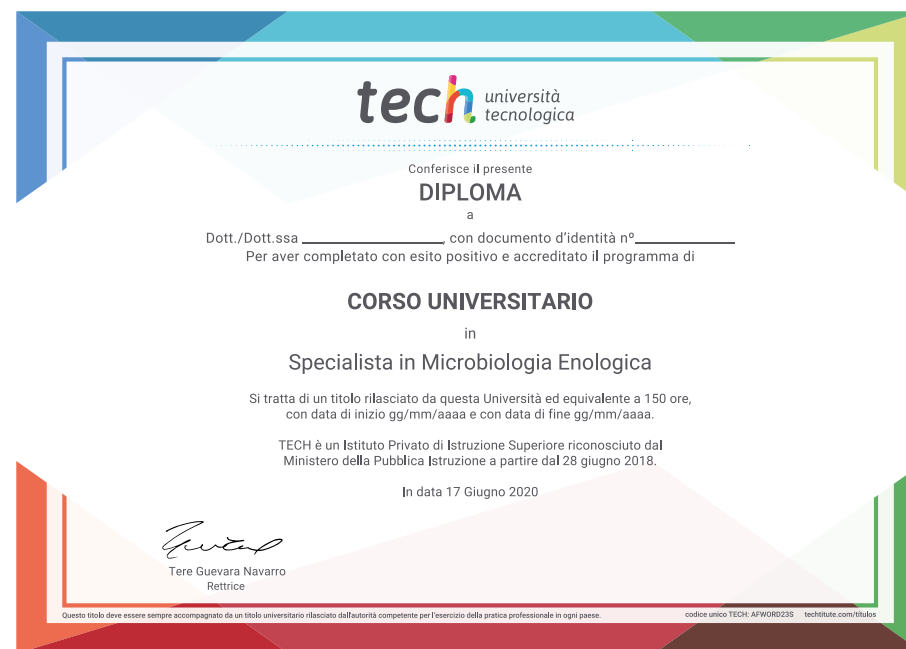 tech università
tecnologica
Conferisce il presente
DIPLOMA
a
Dott./Dott.ssa ____________________, con documento d'identità nº______________
Per aver completato con esito positivo e accreditato il programma di
CORSO UNIVERSITARIO
in
Specialista in Microbiologia Enologica
Si tratta di un titolo rilasciato da questa Università ed equivalente a 150 ore,
con data di inizio gg/mm/aaaa e con data di fine gg/mm/aaaa.
TECH è un Istituto Privato di Istruzione Superiore riconosciuto dal
Ministero della Pubblica Istruzione a partire dal 28 giugno 2018.
In data 17 Giugno 2020
Tere Guevara Navarro
Rettrice
Questo titolo deve essere sempre accompagnato da un titolo universitario rilasciato dall'autorità competente per l'esercizio della pratica professionale in ogni paese. codice unico TECH: AFWORD23S techtitute.com/títulos